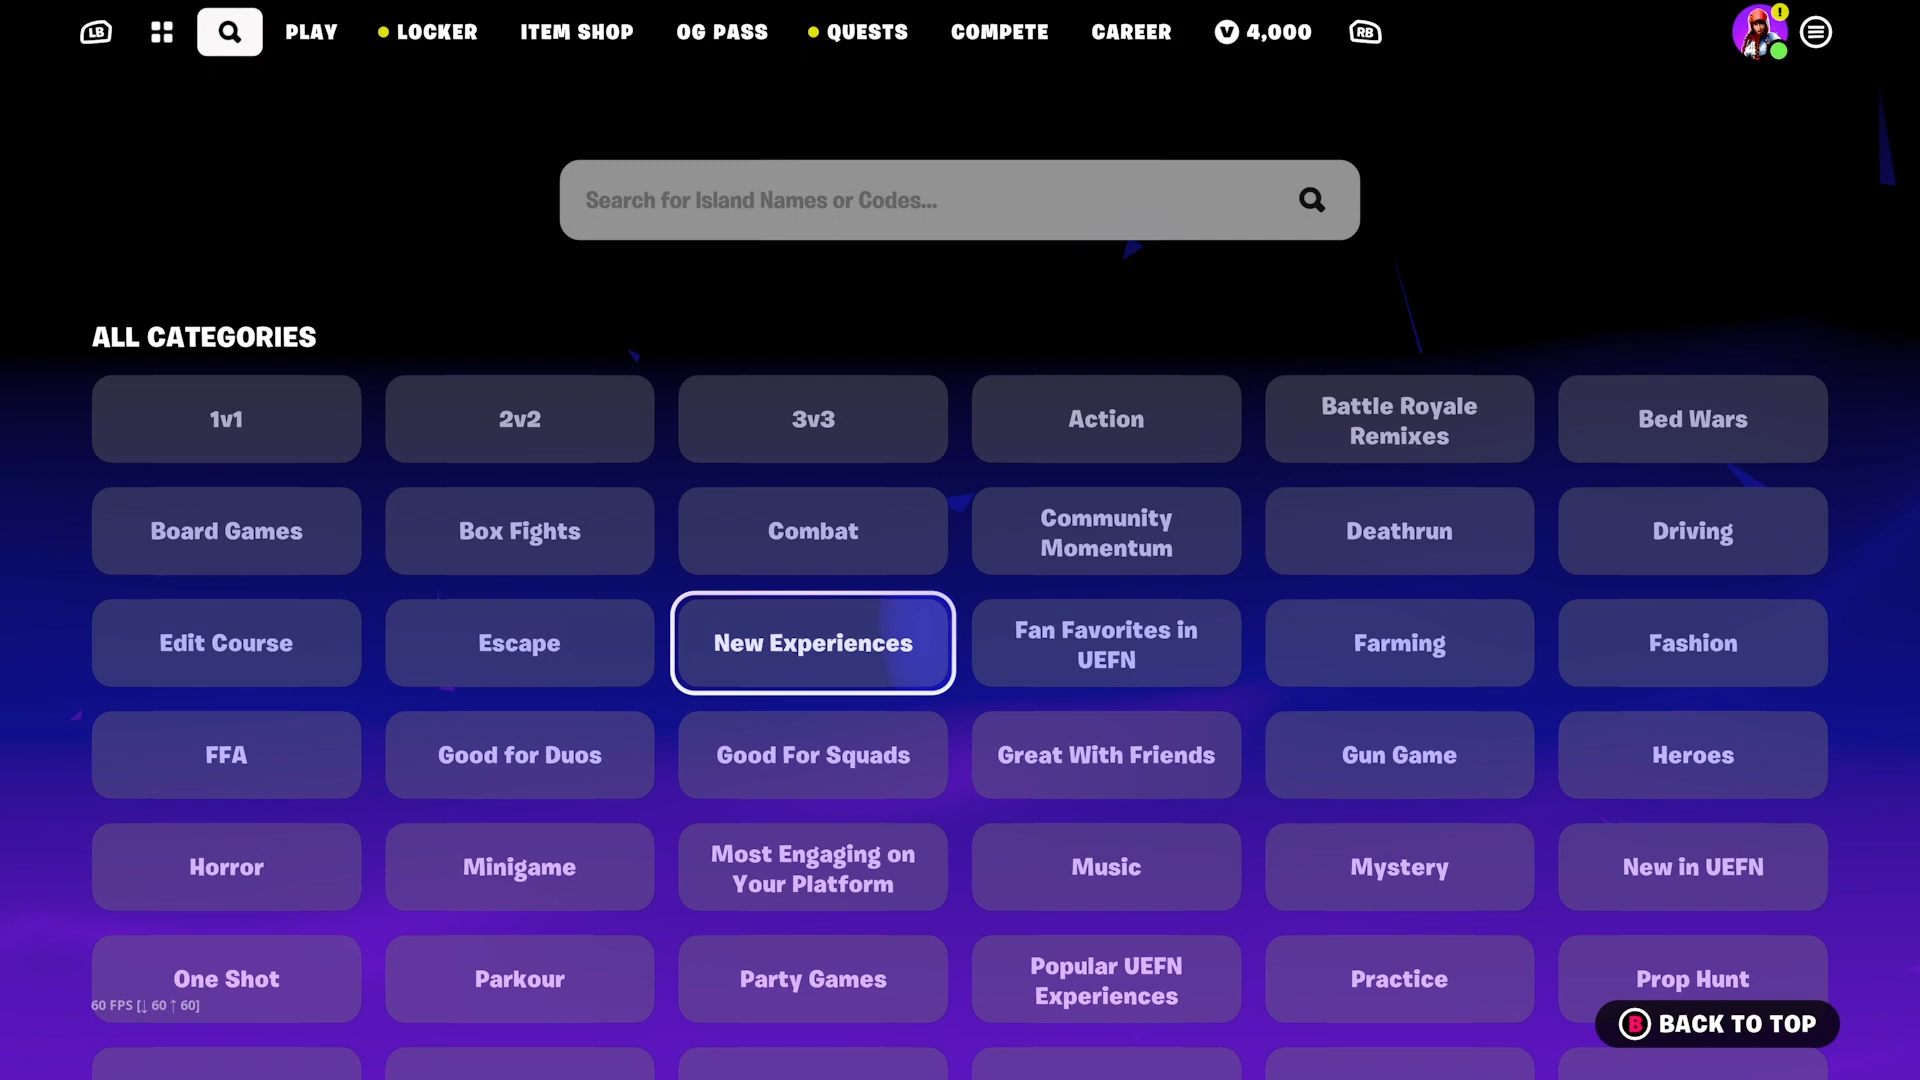 LB
PLAY
LOCKER
ITEM SHOP
OG PASS
QUESTS
COMPETE
CAREER
V 4,000
RB
!
Search for Island Names or Codes...
ALL CATEGORIES
1v1
2v2
3v3
Action
Battle Royale
Remixes
Bed Wars
Board Games
Box Fights
Combat
Community
Momentum
Deathrun
Driving
Edit Course
Escape
New Experiences
Fan Favorites in
UEFN
Farming
Fashion
FFA
Good for Duos
Good For Squads
Great With Friends
Gun Game
Heroes
Horror
Minigame
Most Engaging on
Your Platform
Music
Mystery
New in UEFN
One Shot
Parkour
Party Games
Popular UEFN
Experiences
Practice
Prop Hunt
60 FPS [↓ 60 ↑ 60]
B BACK TO TOP